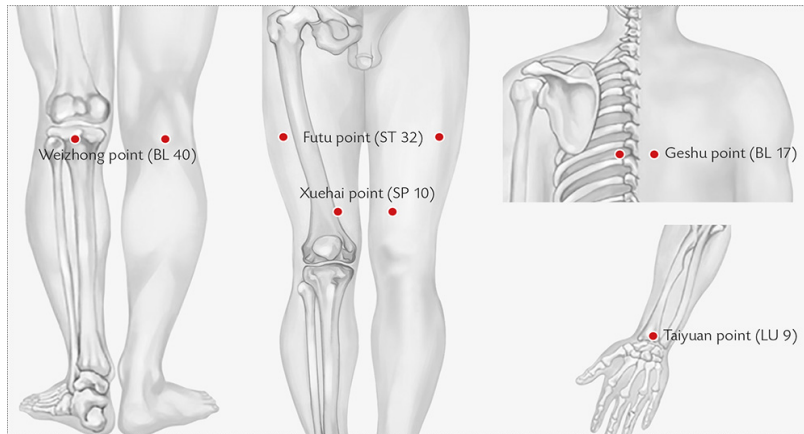 Weizhong point (BL 40)
Futu point (ST 32)
Xuehai point (SP 10)
Geshu point (BL 17)
Taiyuan point (LU 9)